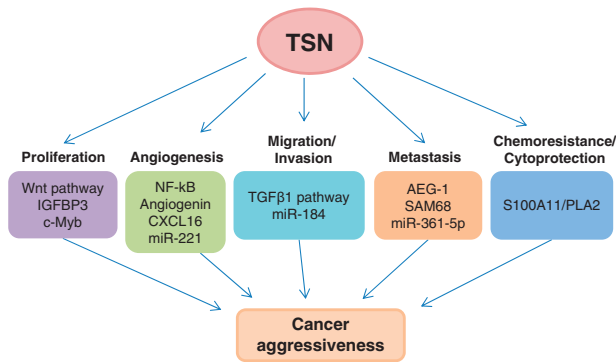 TSN
Proliferation
Wnt pathway
IGFBP3
c-Myb
Angiogenesis
NF-kB
Angiogenin
CXCL16
miR-221
Migration/
Invasion
TGFβ1 pathway
miR-184
Metastasis
AEG-1
SAM68
miR-361-5p
Chemoresistance/
Cytoprotection
S100A11/PLA2
Cancer
aggressiveness